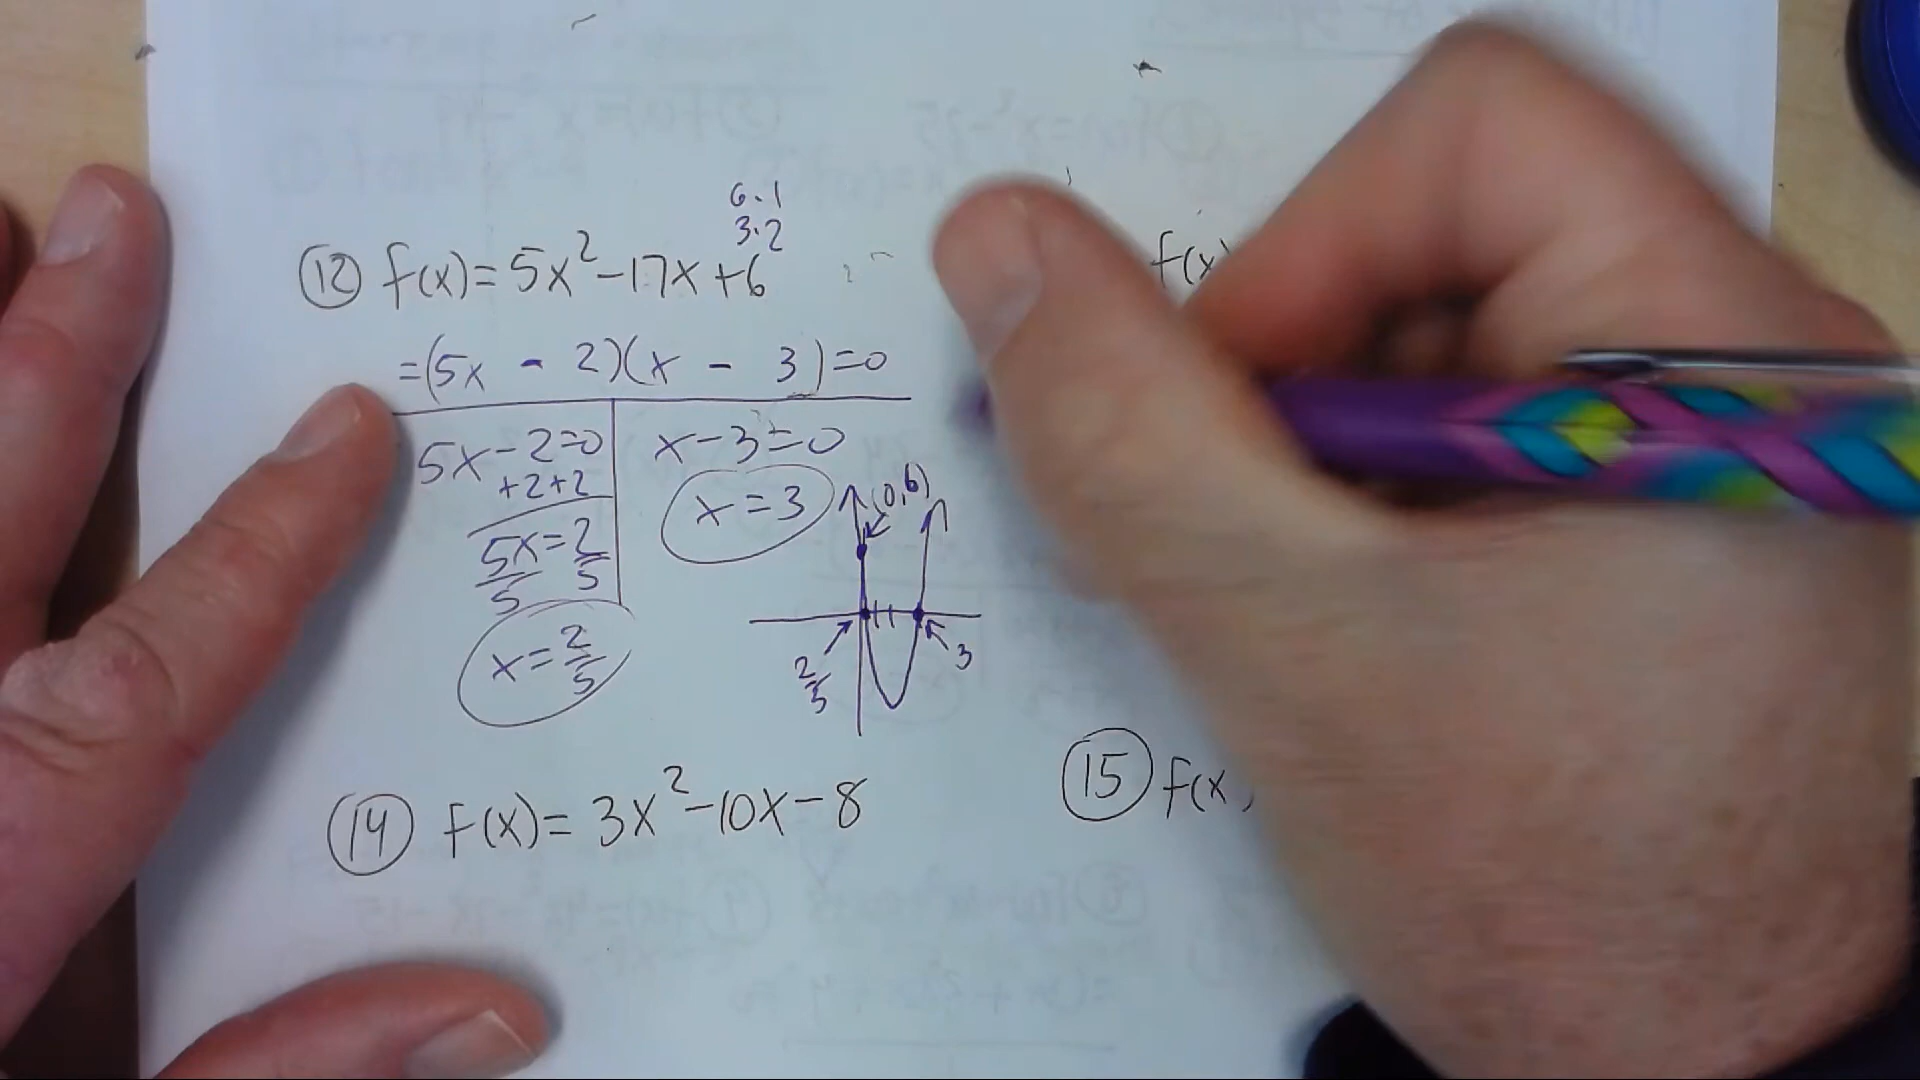 6·1
3·2
⑫ f(x) = 5x² - 17x + 6
= (5x - 2)(x - 3) = 0
5x - 2 = 0
+2 +2
5x = 2
5 5
x = 2/5
x - 3 = 0
x = 3
(0,6)
2/5
3
f(x)
⑭ f(x) = 3x² - 10x - 8
⑮ f(x